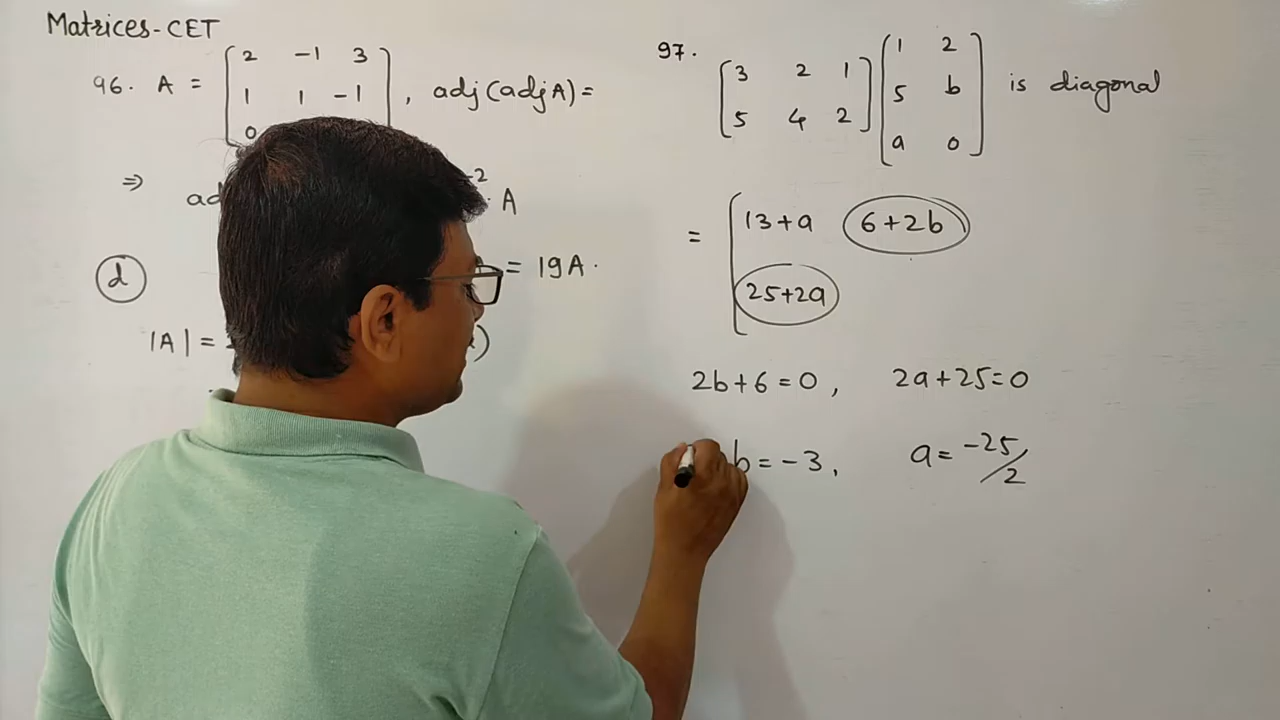 Matrices-CET
96. A = [ 2 -1 3
1 1 -1
0 ] , adj(adjA) =
⇒ ad -2 · A
(d) = 19A.
|A| = )
97. [ 3 2 1
5 4 2 ] [ 1 2
5 b
a 0 ] is diagonal
= [ 13+a 6+2b
25+2a
2b+6=0, 2a+25=0
b=-3, a=-25/2